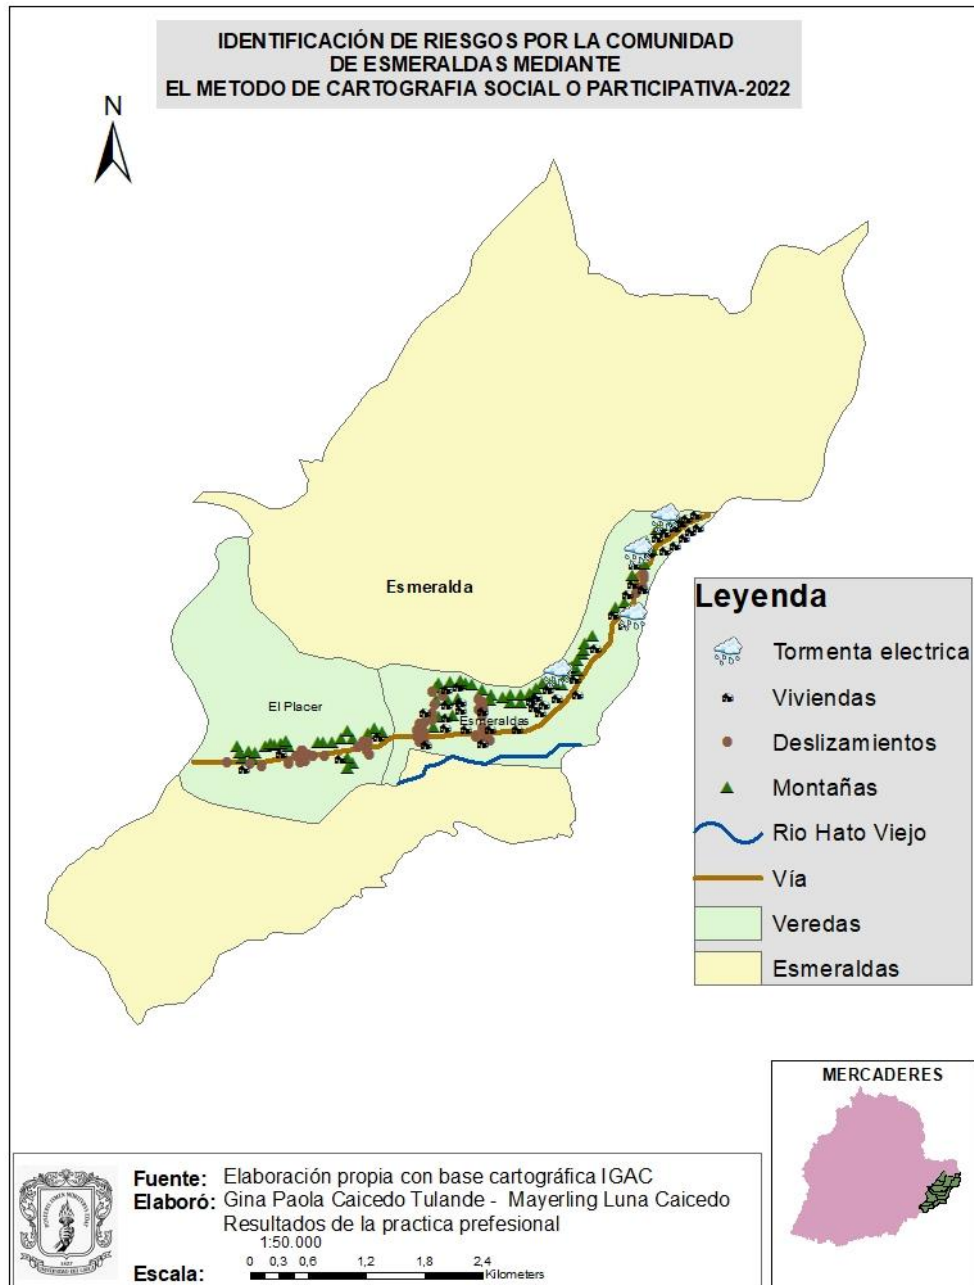 IDENTIFICACIÓN DE RIESGOS POR LA COMUNIDAD
DE ESMERALDAS MEDIANTE
EL METODO DE CARTOGRAFIA SOCIAL O PARTICIPATIVA-2022
N
Esmeralda
El Placer
Esmeraldas
Leyenda
Tormenta electrica
Viviendas
Deslizamientos
Montañas
Rio Hato Viejo
Vía
Veredas
Esmeraldas
MERCADERES
Fuente: Elaboración propia con base cartográfica IGAC
Elaboró: Gina Paola Caicedo Tulande - Mayerling Luna Caicedo
Resultados de la practica prefesional
1:50.000
Escala:
0 0,3 0,6 1,2 1,8 2,4
Kilometers